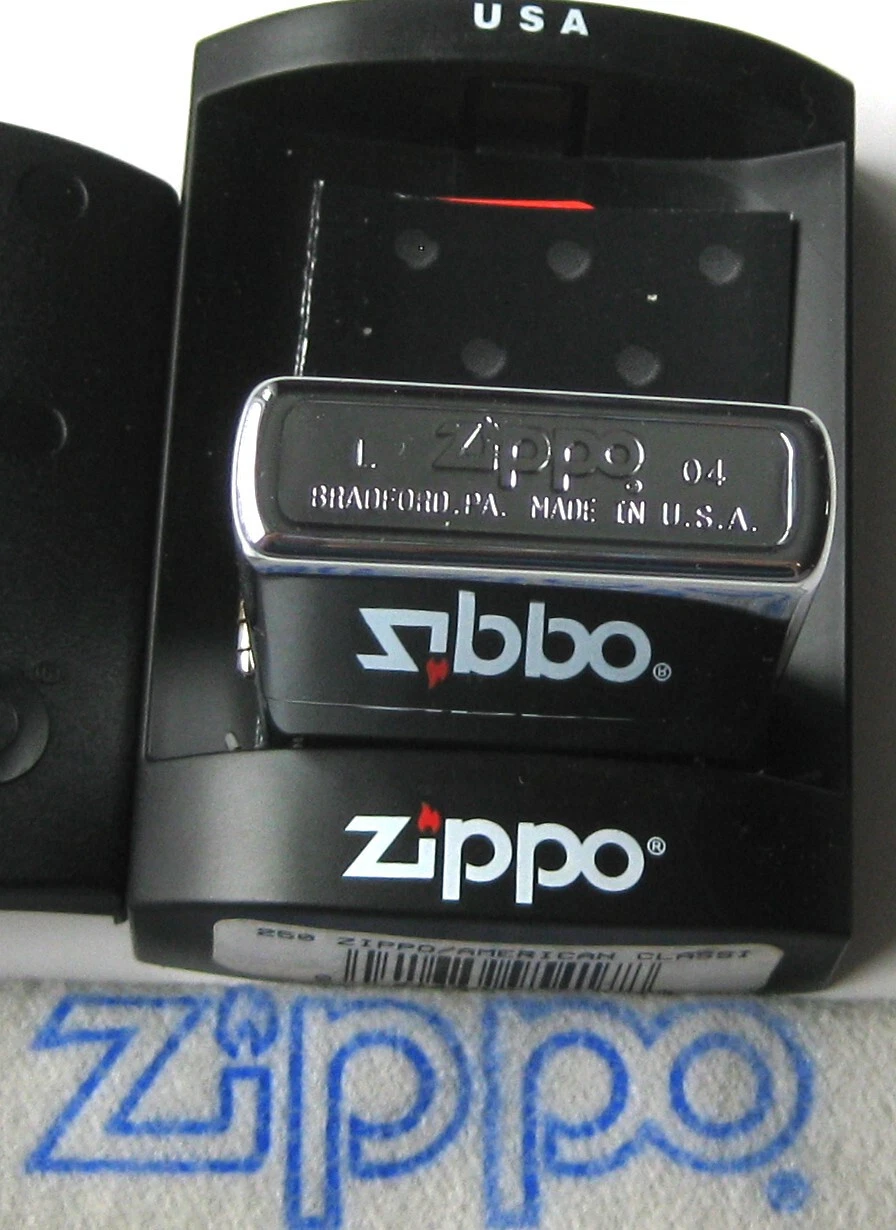 USA
L zippo 04
BRADFORD,PA. MADE IN U.S.A.
zippo®
zippo®
250 ZIPPO/AMERICAN CLASSI
zippo®